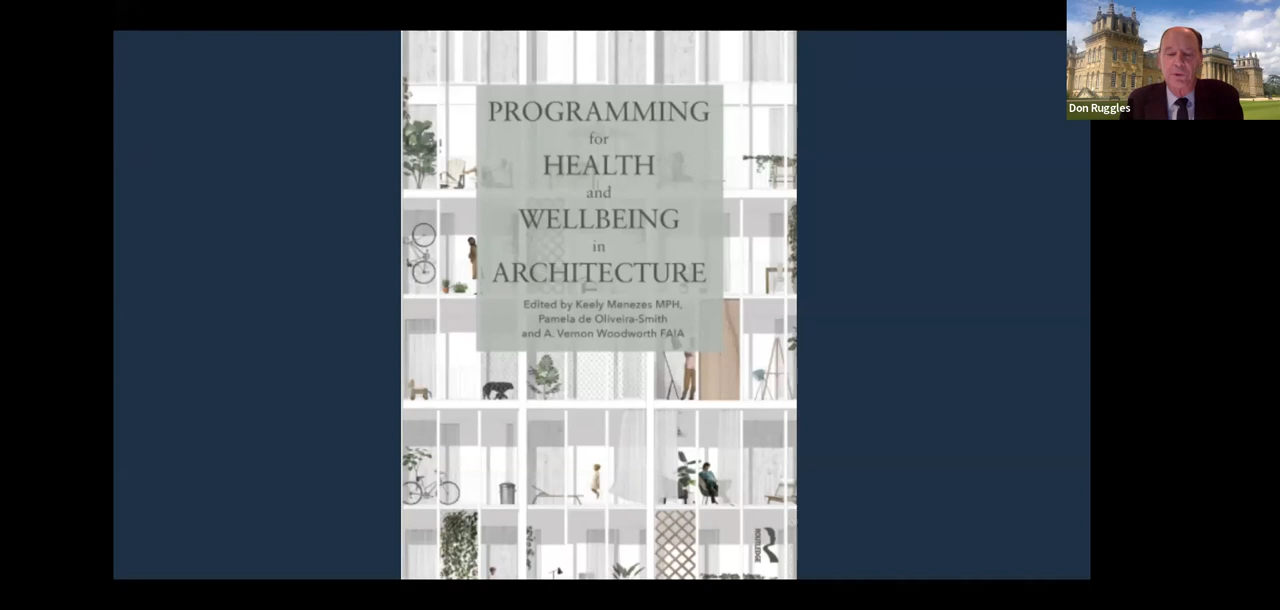 PROGRAMMING
for
HEALTH
and
WELLBEING
in
ARCHITECTURE
Edited by Keely Menezes MPH,
Pamela de Oliveira-Smith
and A. Vernon Woodworth FAIA
ROUTLEDGE
Don Ruggles